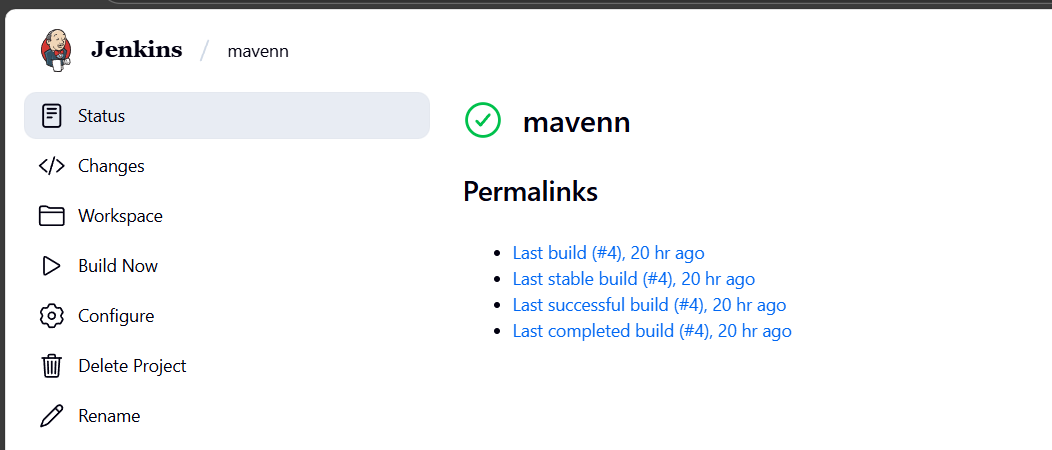 Jenkins / mavenn
Status
Changes
Workspace
Build Now
Configure
Delete Project
Rename
mavenn
Permalinks
Last build (#4), 20 hr ago
Last stable build (#4), 20 hr ago
Last successful build (#4), 20 hr ago
Last completed build (#4), 20 hr ago